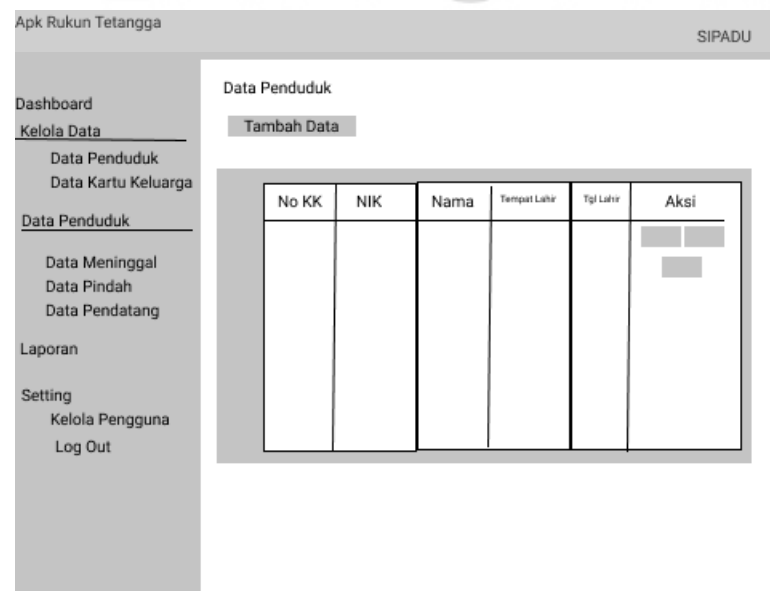 Apk Rukun Tetangga
SIPADU
Dashboard
Kelola Data
Data Penduduk
Data Kartu Keluarga
Data Penduduk
Data Meninggal
Data Pindah
Data Pendatang
Laporan
Setting
Kelola Pengguna
Log Out
Data Penduduk
Tambah Data
No KK NIK Nama Tempat Lahir Tgl Lahir Aksi